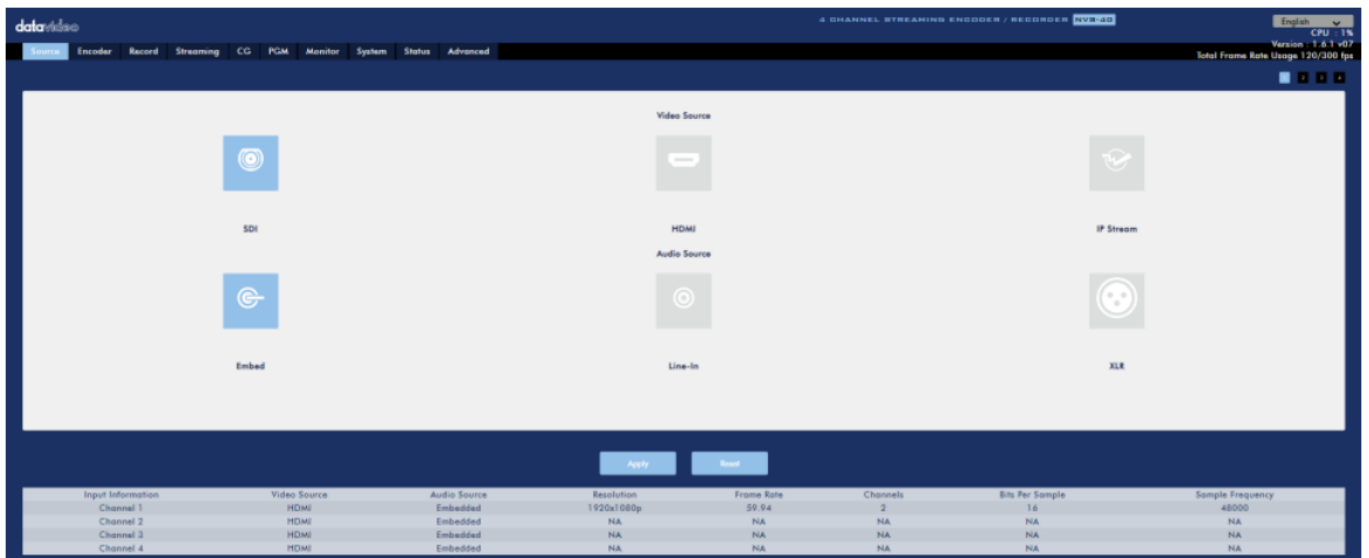 datavideo
4 CHANNEL STREAMING ENCODER / RECORDER NVS-40
English
CPU : 1%
Version : 1.6.1 v07
Total Frame Rate Usage 120/300 fps
Source Encoder Record Streaming CG PGM Monitor System Status Advanced
1 2 3 4
Video Source
SDI HDMI IP Stream
Audio Source
Embed Line-In XLR
Apply Reset
Input Information Video Source Audio Source Resolution Frame Rate Channels Bits Per Sample Sample Frequency
Channel 1 HDMI Embedded 1920x1080p 59.94 2 16 48000
Channel 2 HDMI Embedded NA NA NA NA NA
Channel 3 HDMI Embedded NA NA NA NA NA
Channel 4 HDMI Embedded NA NA NA NA NA